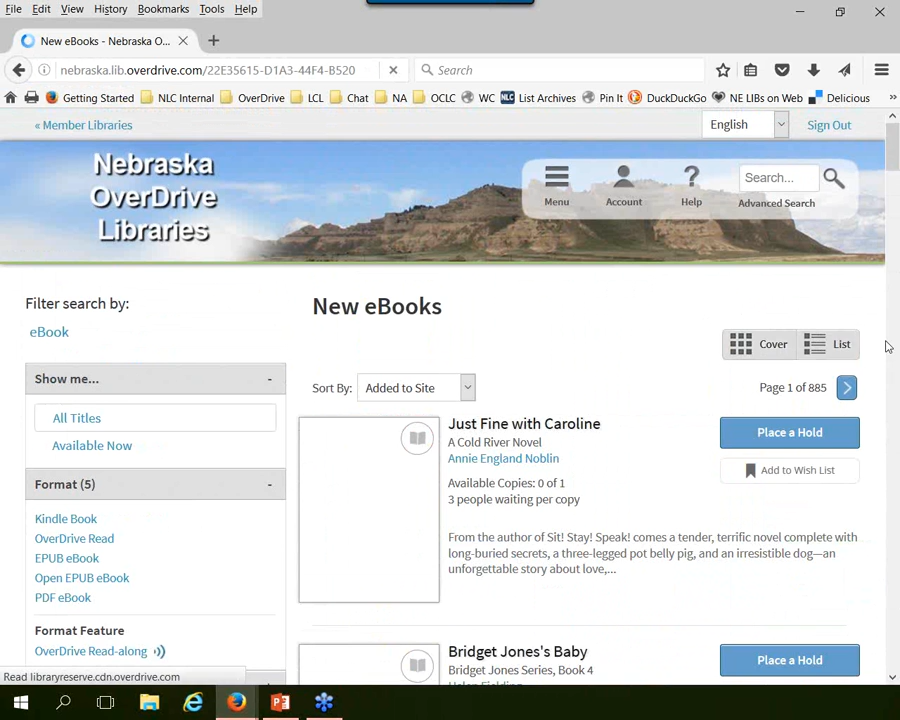 File Edit View History Bookmarks Tools Help
New eBooks - Nebraska O...
nebraska.lib.overdrive.com/22E35615-D1A3-44F4-B520
Search
Getting Started NLC Internal OverDrive LCL Chat NA OCLC WC NLC List Archives Pin It DuckDuckGo NE LIBs on Web Delicious
« Member Libraries
English
Sign Out
Nebraska
OverDrive
Libraries
Menu
Account
?
Help
Search...
Advanced Search
Filter search by:
eBook
Show me... -
All Titles
Available Now
Format (5) -
Kindle Book
OverDrive Read
EPUB eBook
Open EPUB eBook
PDF eBook
Format Feature
OverDrive Read-along
New eBooks
Cover List
Sort By: Added to Site
Page 1 of 885
Just Fine with Caroline
A Cold River Novel
Annie England Noblin
Available Copies: 0 of 1
3 people waiting per copy
Place a Hold
Add to Wish List
From the author of Sit! Stay! Speak! comes a tender, terrific novel complete with
long-buried secrets, a three-legged pot belly pig, and an irresistible dog—an
unforgettable story about love,...
Bridget Jones's Baby
Bridget Jones Series, Book 4
Helen Fielding
Place a Hold
Read libraryreserve.cdn.overdrive.com